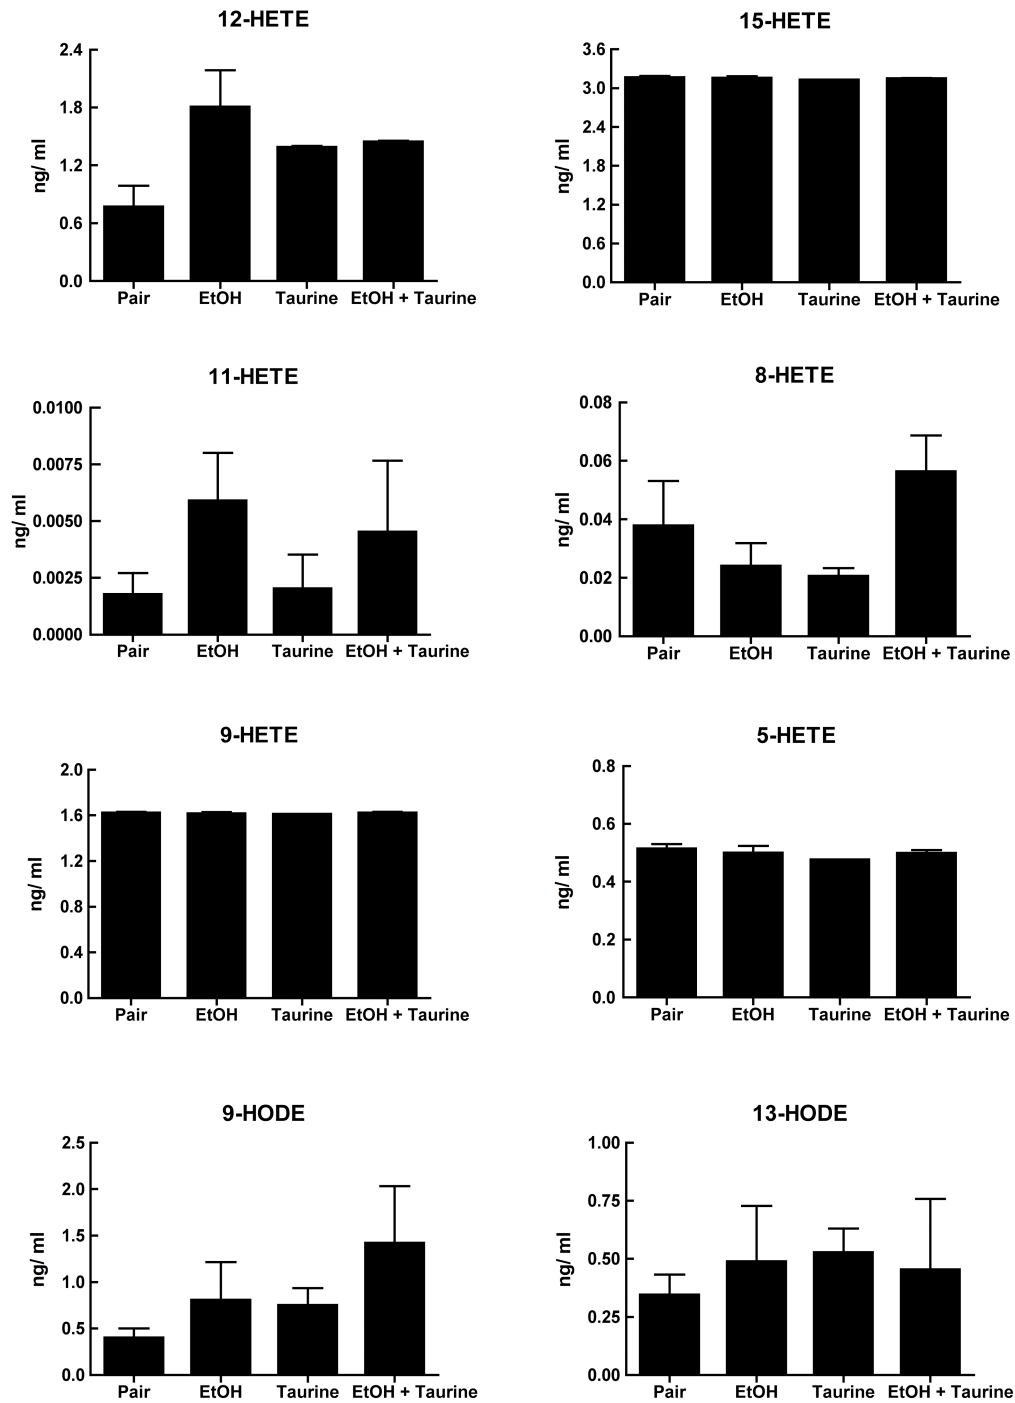 12-HETE
2.4
1.8
1.2
0.6
0.0
ng/ ml
Pair EtOH Taurine EtOH + Taurine
15-HETE
3.6
3.0
2.4
1.8
1.2
0.6
0.0
ng/ ml
Pair EtOH Taurine EtOH + Taurine
11-HETE
0.0100
0.0075
0.0050
0.0025
0.0000
ng/ ml
Pair EtOH Taurine EtOH + Taurine
8-HETE
0.08
0.06
0.04
0.02
0.00
ng/ ml
Pair EtOH Taurine EtOH + Taurine
9-HETE
2.0
1.6
1.2
0.8
0.4
0.0
ng/ ml
Pair EtOH Taurine EtOH + Taurine
5-HETE
0.8
0.6
0.4
0.2
0.0
ng/ ml
Pair EtOH Taurine EtOH + Taurine
9-HODE
2.5
2.0
1.5
1.0
0.5
0.0
ng/ ml
Pair EtOH Taurine EtOH + Taurine
13-HODE
1.00
0.75
0.50
0.25
0.00
ng/ ml
Pair EtOH Taurine EtOH + Taurine